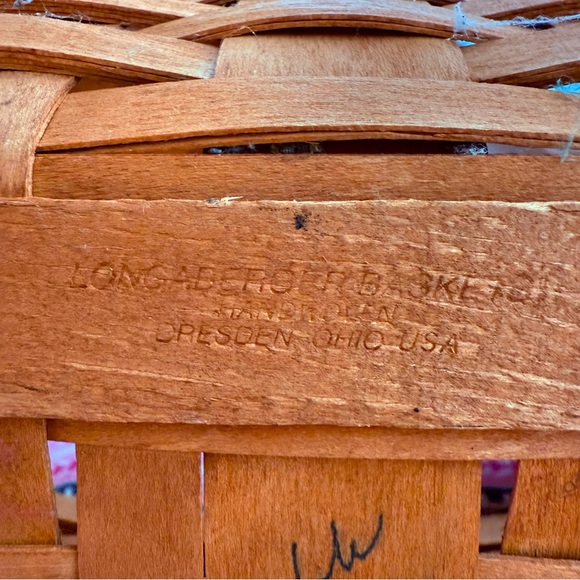 LONGABERGER BASKETS
HANDWOVEN
DRESDEN, OHIO USA